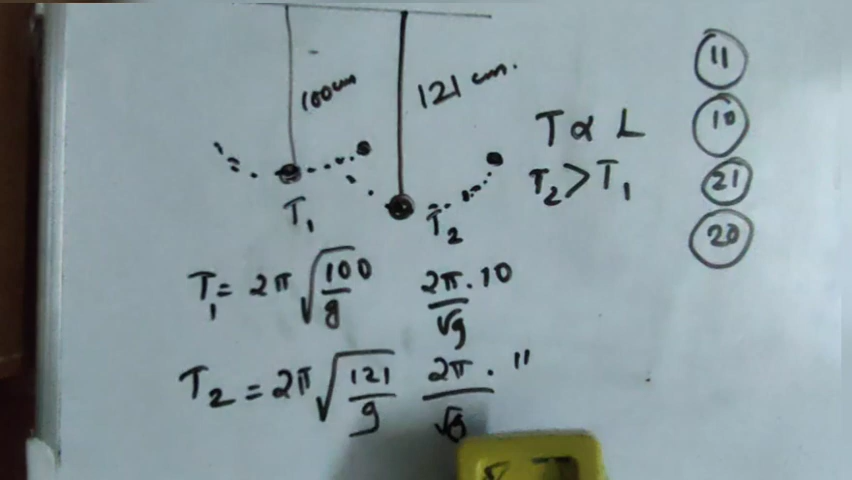 100cm
121 cm.
T ∝ L
T₂ > T₁
T₁
T₂
T₁ = 2π √(100/g) 2π.10/√g
T₂ = 2π √(121/g) 2π.11/√g
11
10
21
20